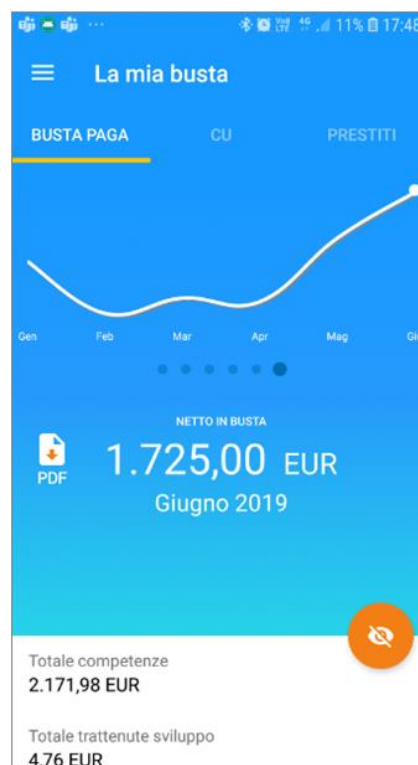 11% 17:48
La mia busta
BUSTA PAGA CU PRESTITI
Gen Feb Mar Apr Mag
NETTO IN BUSTA
PDF
1.725,00 EUR
Giugno 2019
Totale competenze
2.171,98 EUR
Totale trattenute sviluppo
4,76 EUR